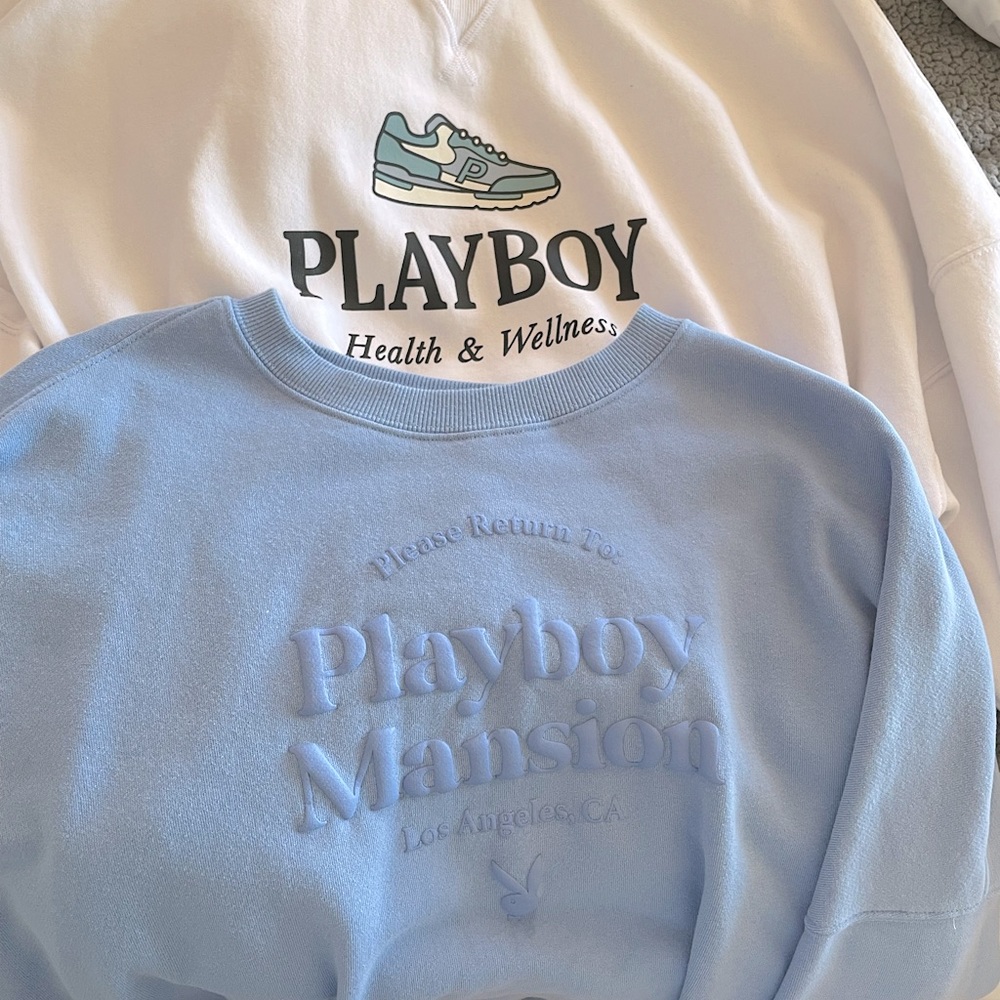 P
PLAYBOY
Health & Wellness
Please Return To:
Playboy
Mansion
Los Angeles, CA